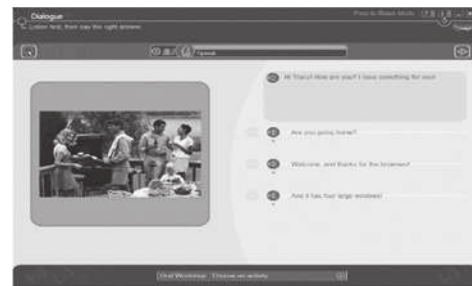 Dialogue
Listen first, then say the right answer.
Speak
Hi Tracy! How are you? I have something for you!
Are you going home?
Welcome, and thanks for the brownies!
And it has four large windows!
Oral Workshop : Choose an activity